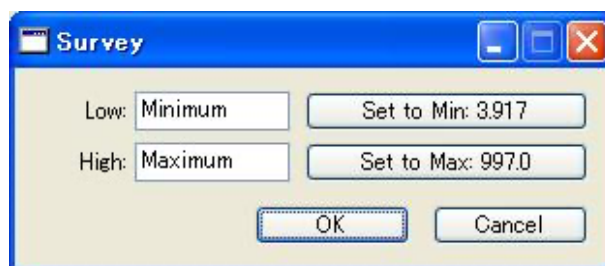 Survey
Low: Minimum Set to Min: 3.917
High: Maximum Set to Max: 997.0
OK Cancel